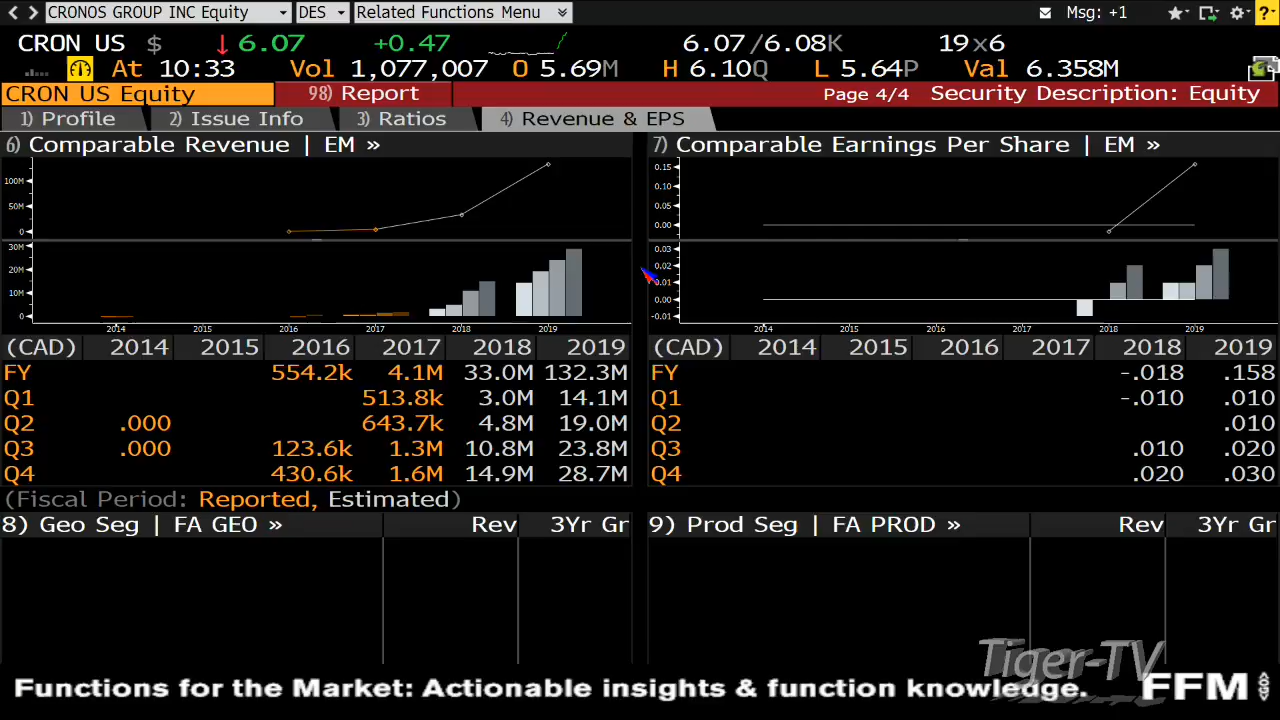 CRONOS GROUP INC Equity DES Related Functions Menu Msg: +1 ?
CRON US $ ↓6.07 +0.47 6.07/6.08K 19x6
At 10:33 Vol 1,077,007 O 5.69M H 6.10Q L 5.64P Val 6.358M
CRON US Equity 98) Report Page 4/4 Security Description: Equity
1) Profile 2) Issue Info 3) Ratios 4) Revenue & EPS
6) Comparable Revenue | EM » 7) Comparable Earnings Per Share | EM »
100M
50M
0
0.15
0.10
0.05
0.00
30M
20M
10M
0
0.03
0.02
0.01
0.00
-0.01
2014 2015 2016 2017 2018 2019 2014 2015 2016 2017 2018 2019
(CAD) 2014 2015 2016 2017 2018 2019 (CAD) 2014 2015 2016 2017 2018 2019
FY 554.2k 4.1M 33.0M 132.3M FY -.018 .158
Q1 513.8k 3.0M 14.1M Q1 -.010 .010
Q2 .000 643.7k 4.8M 19.0M Q2 .010
Q3 .000 123.6k 1.3M 10.8M 23.8M Q3 .010 .020
Q4 430.6k 1.6M 14.9M 28.7M Q4 .020 .030
(Fiscal Period: Reported, Estimated)
8) Geo Seg | FA GEO » Rev 3Yr Gr 9) Prod Seg | FA PROD » Rev 3Yr Gr
Tiger-TV
Functions for the Market: Actionable insights & function knowledge. FFM